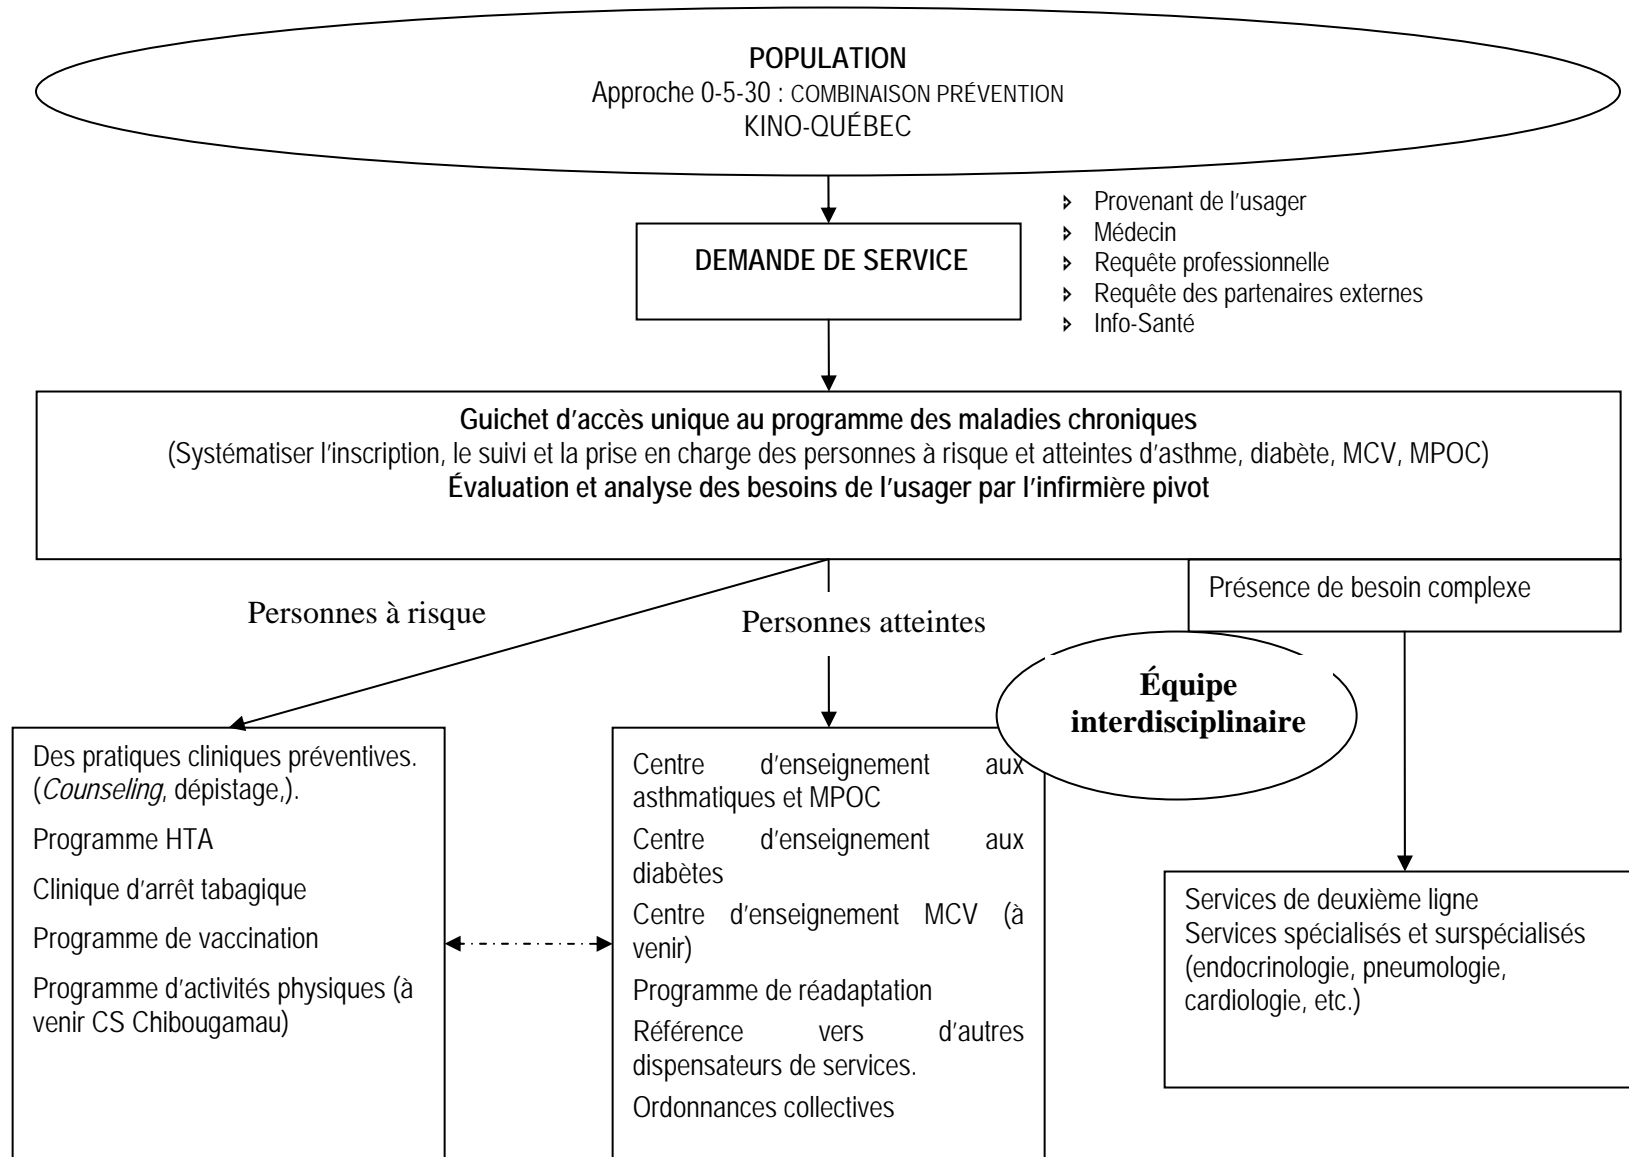 POPULATION
Approche 0-5-30 : COMBINAISON PRÉVENTION
KINO-QUÉBEC
DEMANDE DE SERVICE
Provenant de l'usager
Médecin
Requête professionnelle
Requête des partenaires externes
Info-Santé
Guichet d'accès unique au programme des maladies chroniques
(Systématiser l'inscription, le suivi et la prise en charge des personnes à risque et atteintes d'asthme, diabète, MCV, MPOC)
Évaluation et analyse des besoins de l'usager par l'infirmière pivot
Présence de besoin complexe
Personnes à risque
Personnes atteintes
Équipe
interdisciplinaire
Des pratiques cliniques préventives.
(Counseling, dépistage,).
Programme HTA
Clinique d'arrêt tabagique
Programme de vaccination
Programme d'activités physiques (à
venir CS Chibougamau)
Centre d'enseignement aux
asthmatiques et MPOC
Centre d'enseignement aux
diabètes
Centre d'enseignement MCV (à
venir)
Programme de réadaptation
Référence vers d'autres
dispensateurs de services.
Ordonnances collectives
Services de deuxième ligne
Services spécialisés et surspécialisés
(endocrinologie, pneumologie,
cardiologie, etc.)